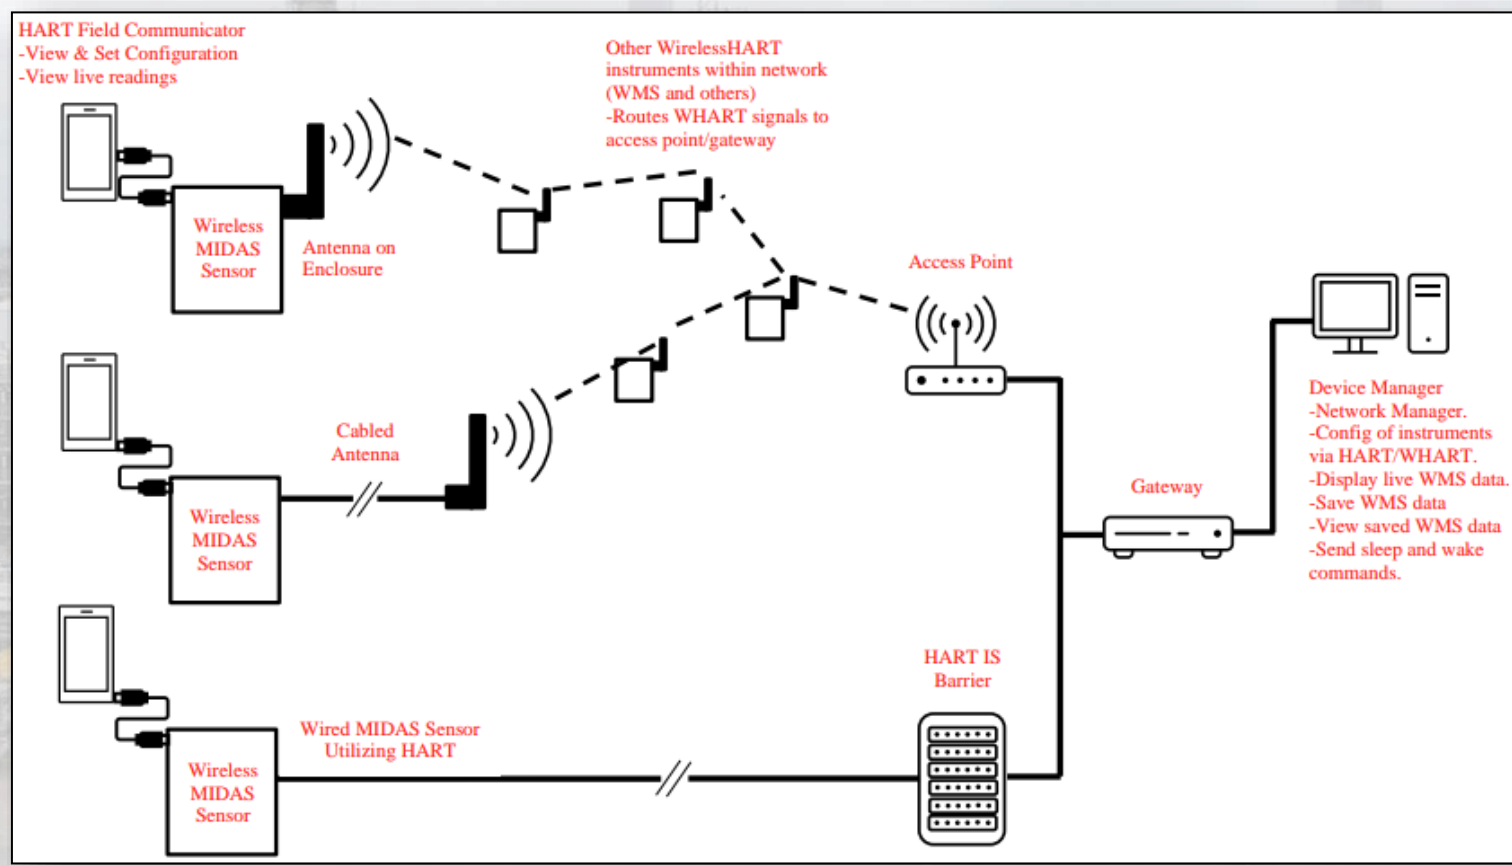 HART Field Communicator
-View & Set Configuration
-View live readings
Other WirelessHART
instruments within network
(WMS and others)
-Routes WHART signals to
access point/gateway
Wireless
MIDAS
Sensor
Antenna on
Enclosure
Access Point
Cabled
Antenna
Wireless
MIDAS
Sensor
Gateway
Device Manager
-Network Manager.
-Config of instruments
via HART/WHART.
-Display live WMS data.
-Save WMS data
-View saved WMS data
-Send sleep and wake
commands.
HART IS
Barrier
Wired MIDAS Sensor
Utilizing HART
Wireless
MIDAS
Sensor